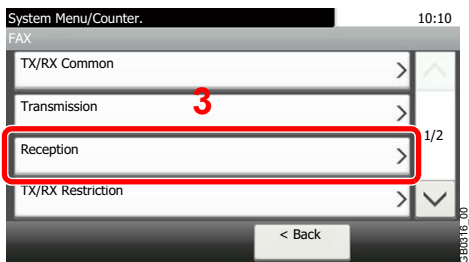 System Menu/Counter. 10:10
FAX
TX/RX Common
Transmission
3
Reception
1/2
TX/RX Restriction
< Back
GB0316_00